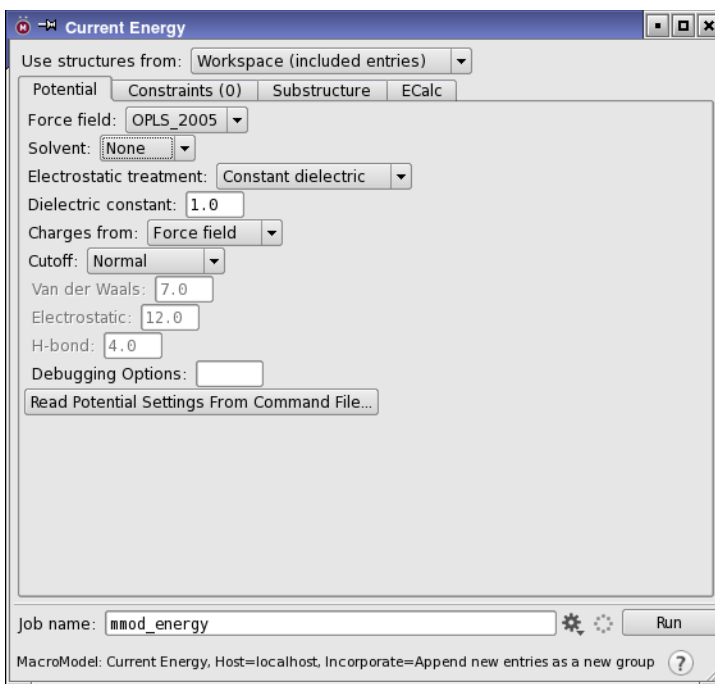 Current Energy
Use structures from: Workspace (included entries)
Potential Constraints (0) Substructure ECalc
Force field: OPLS_2005
Solvent: None
Electrostatic treatment: Constant dielectric
Dielectric constant: 1.0
Charges from: Force field
Cutoff: Normal
Van der Waals: 7.0
Electrostatic: 12.0
H-bond: 4.0
Debugging Options:
Read Potential Settings From Command File...
Job name: mmod_energy Run
MacroModel: Current Energy, Host=localhost, Incorporate=Append new entries as a new group ?